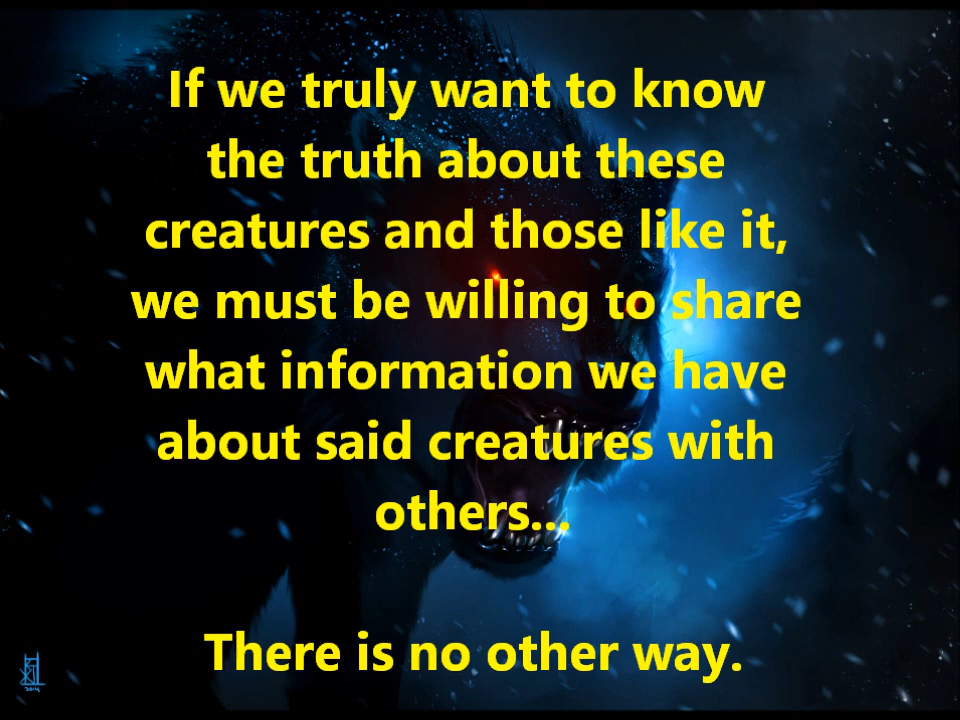 If we truly want to know
the truth about these
creatures and those like it,
we must be willing to share
what information we have
about said creatures with
others...
There is no other way.
2014